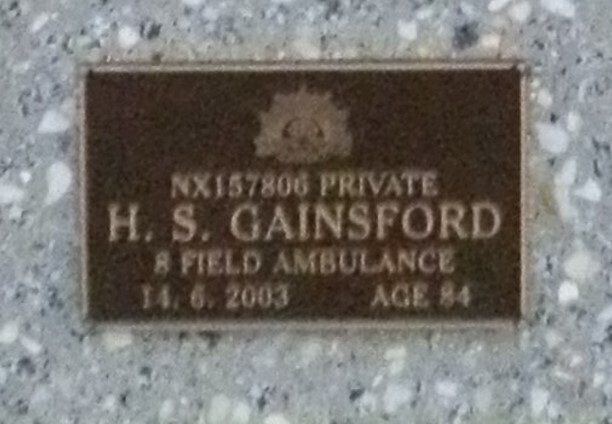 NX157806 PRIVATE
H. S. GAINSFORD
8 FIELD AMBULANCE
14. 6. 2003 AGE 84